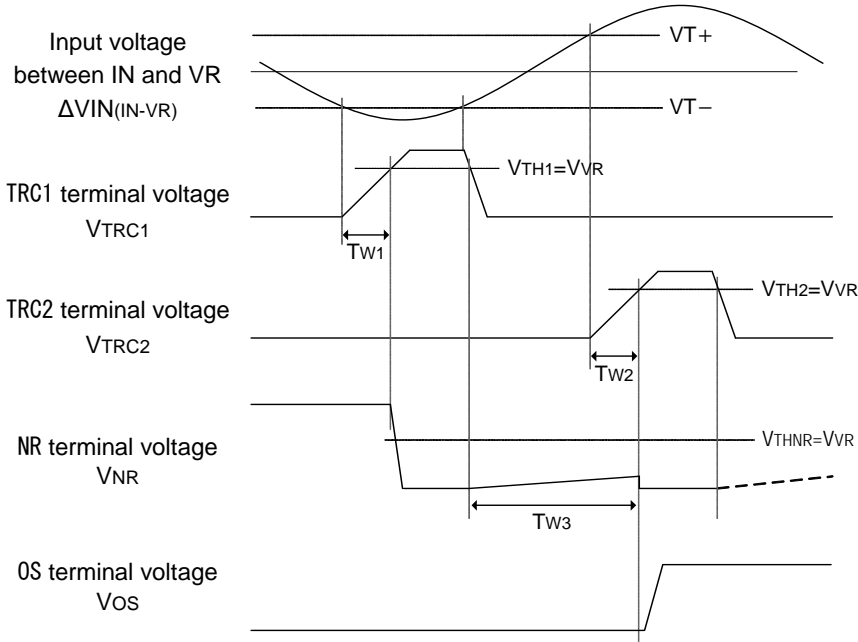 Input voltage
between IN and VR
ΔVIN(IN-VR)
VT+
VT−
TRC1 terminal voltage
VTRC1
VTH1=VVR
TW1
TRC2 terminal voltage
VTRC2
VTH2=VVR
TW2
NR terminal voltage
VNR
VTHNR=VVR
TW3
OS terminal voltage
VOS